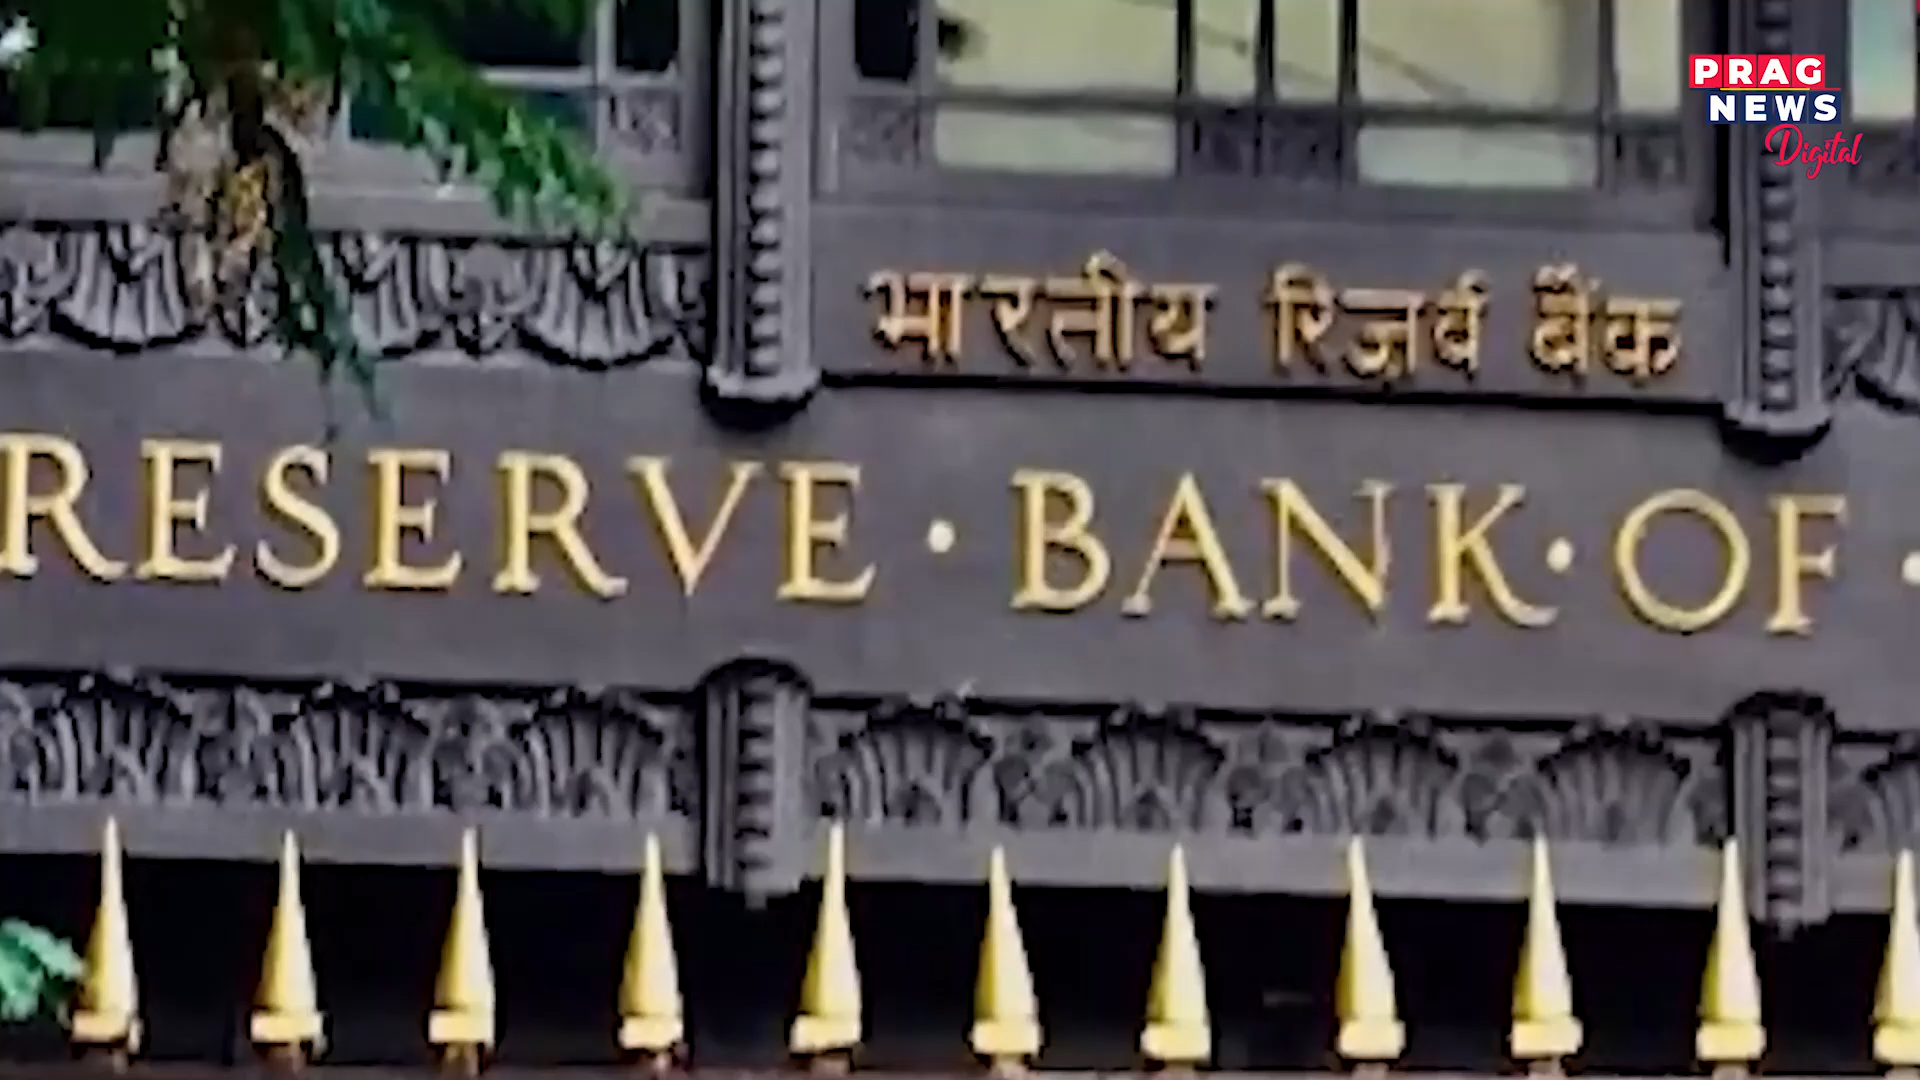 PRAG
NEWS
Digital
भारतीय रिज़र्व बैंक
RESERVE · BANK · OF ·